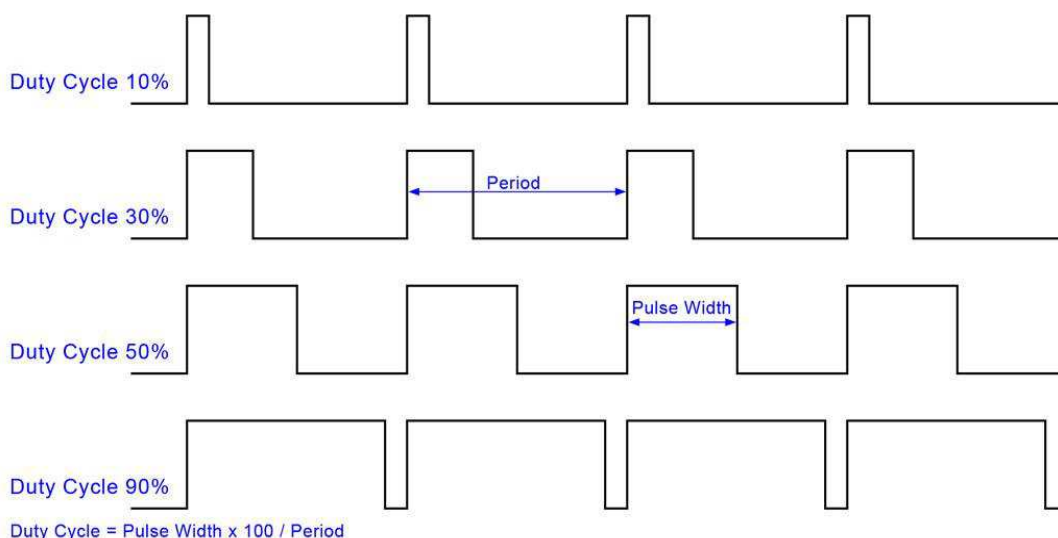 Duty Cycle 10%
Period
Duty Cycle 30%
Pulse Width
Duty Cycle 50%
Duty Cycle 90%
Duty Cycle = Pulse Width x 100 / Period